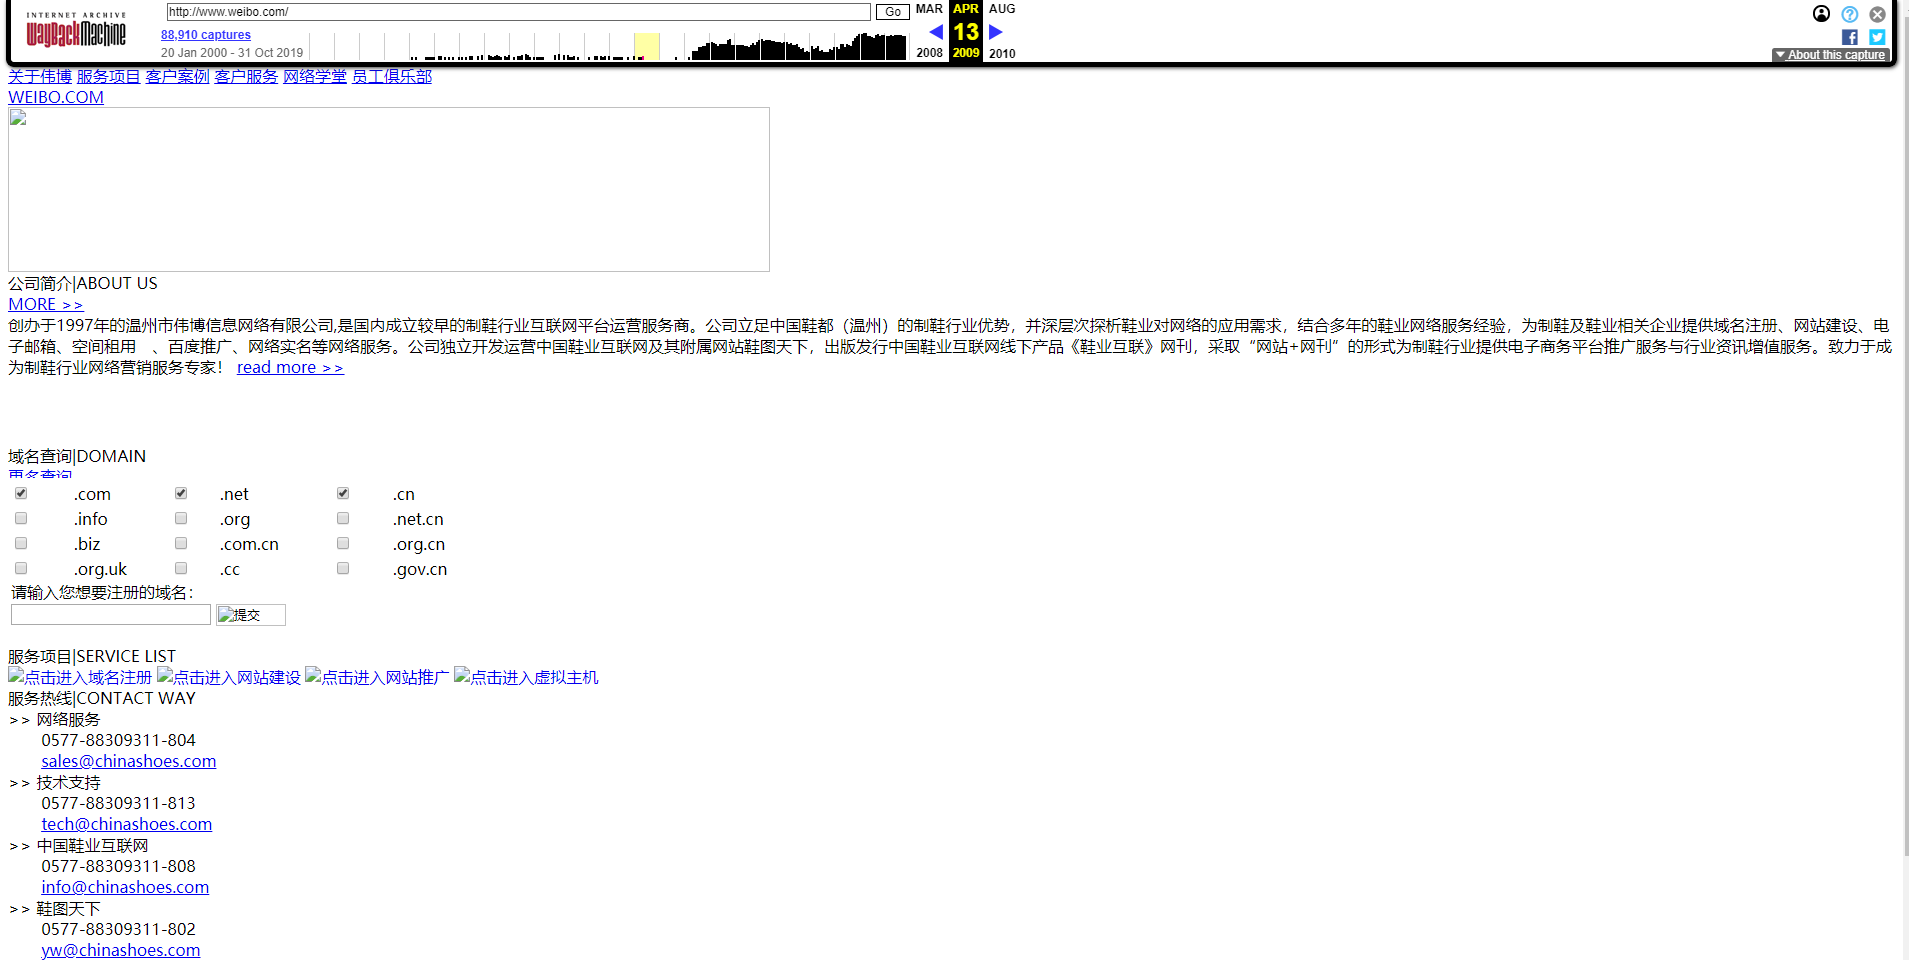 INTERNET ARCHIVE
WayBackMachine
http://www.weibo.com/
Go
MAR
APR
AUG
88,910 captures
13
20 Jan 2000 - 31 Oct 2019
2008
2009
2010
About this capture
关于伟博 服务项目 客户案例 客户服务 网络学堂 员工俱乐部
WEIBO.COM
公司简介|ABOUT US
MORE >>
创办于1997年的温州市伟博信息网络有限公司,是国内成立较早的制鞋行业互联网平台运营服务商。公司立足中国鞋都（温州）的制鞋行业优势，并深层次探析鞋业对网络的应用需求，结合多年的鞋业网络服务经验，为制鞋及鞋业相关企业提供域名注册、网站建设、电
子邮箱、空间租用　、百度推广、网络实名等网络服务。公司独立开发运营中国鞋业互联网及其附属网站鞋图天下，出版发行中国鞋业互联网线下产品《鞋业互联》网刊，采取“网站+网刊”的形式为制鞋行业提供电子商务平台推广服务与行业资讯增值服务。致力于成
为制鞋行业网络营销服务专家！ read more >>
域名查询|DOMAIN
更多查询
.com .net .cn
.info .org .net.cn
.biz .com.cn .org.cn
.org.uk .cc .gov.cn
请输入您想要注册的域名：
提交
服务项目|SERVICE LIST
点击进入域名注册 点击进入网站建设 点击进入网站推广 点击进入虚拟主机
服务热线|CONTACT WAY
>> 网络服务
0577-88309311-804
sales@chinashoes.com
>> 技术支持
0577-88309311-813
tech@chinashoes.com
>> 中国鞋业互联网
0577-88309311-808
info@chinashoes.com
>> 鞋图天下
0577-88309311-802
yw@chinashoes.com